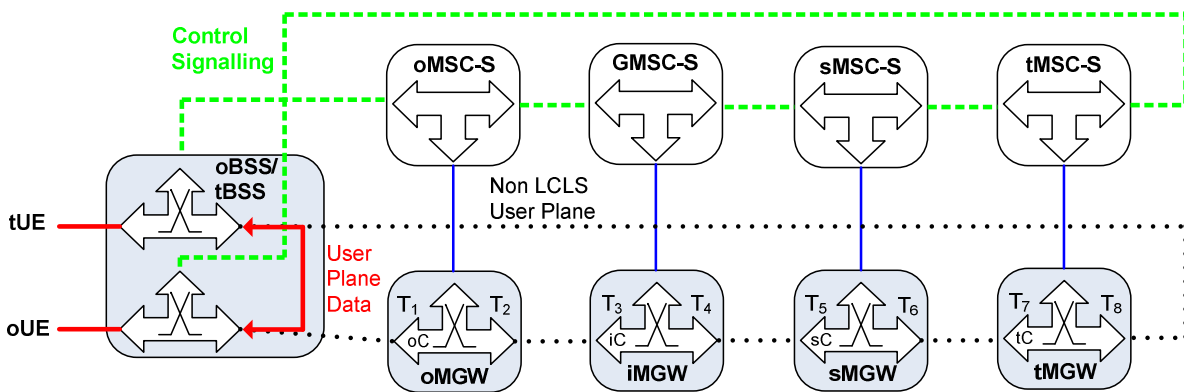 Control
Signalling
oMSC-S
GMSC-S
sMSC-S
tMSC-S
oBSS/
tBSS
Non LCLS
User Plane
tUE
User
Plane
Data
oUE
T1 T2
oC
oMGW
T3 T4
iC
iMGW
T5 T6
sC
sMGW
T7 T8
tC
tMGW